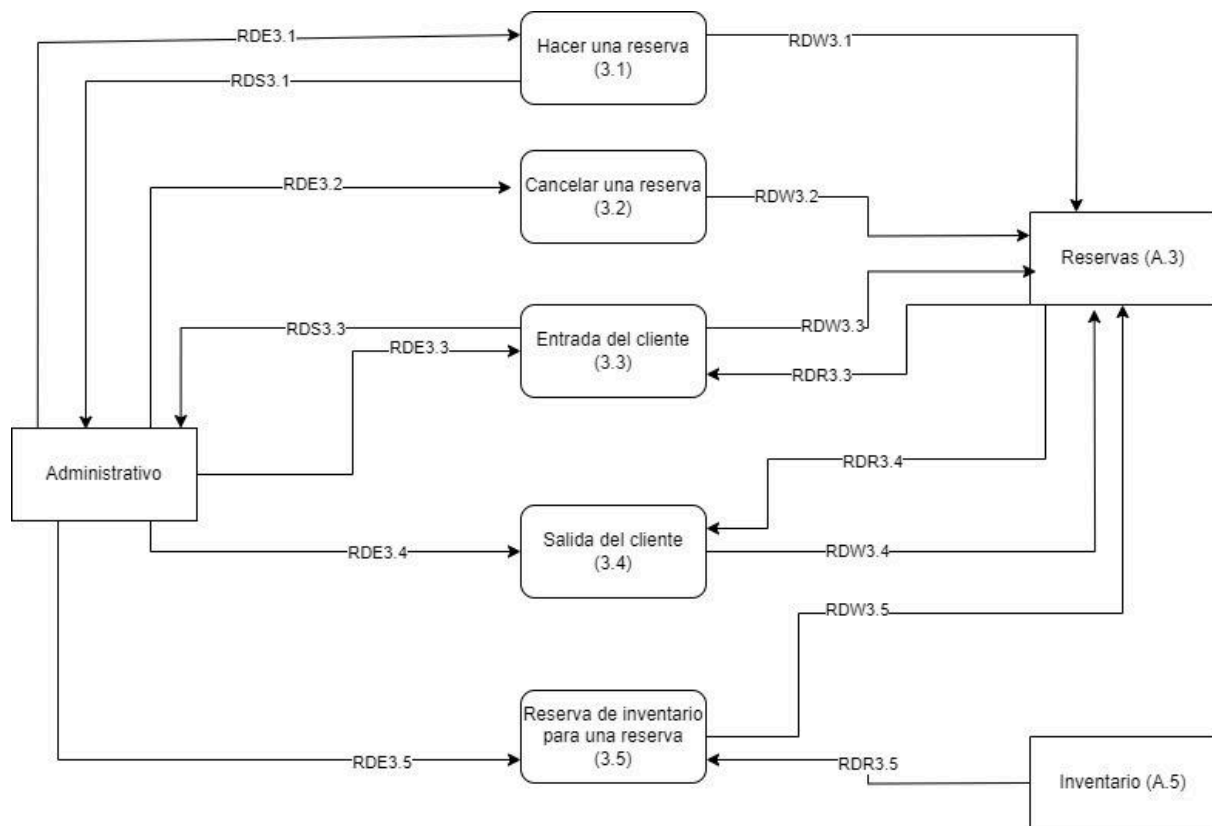 RDE3.1
Hacer una reserva
(3.1)
RDW3.1
RDS3.1
RDE3.2
Cancelar una reserva
(3.2)
RDW3.2
Reservas (A.3)
RDS3.3
RDE3.3
Entrada del cliente
(3.3)
RDW3.3
RDR3.3
Administrativo
RDR3.4
RDE3.4
Salida del cliente
(3.4)
RDW3.4
RDW3.5
Reserva de inventario
para una reserva
(3.5)
RDE3.5
RDR3.5
Inventario (A.5)